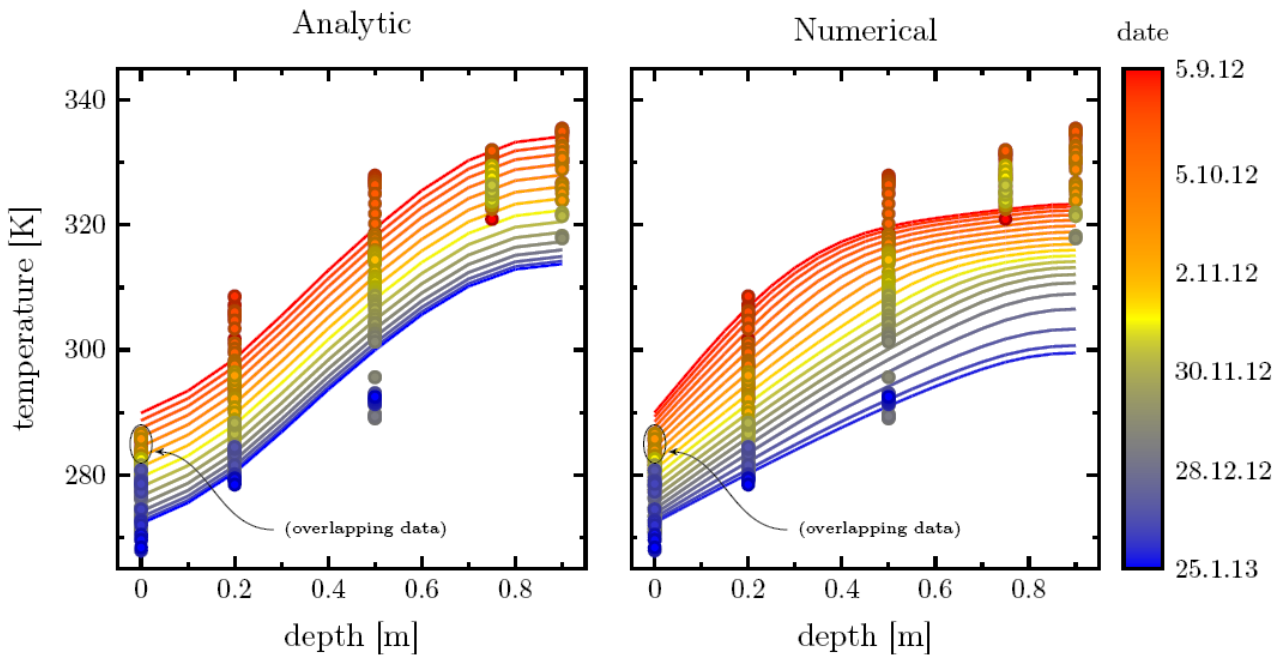 Analytic
Numerical
date
temperature [K]
340
320
300
280
0
0.2
0.4
0.6
0.8
depth [m]
(overlapping data)
0
0.2
0.4
0.6
0.8
depth [m]
(overlapping data)
5.9.12
5.10.12
2.11.12
30.11.12
28.12.12
25.1.13